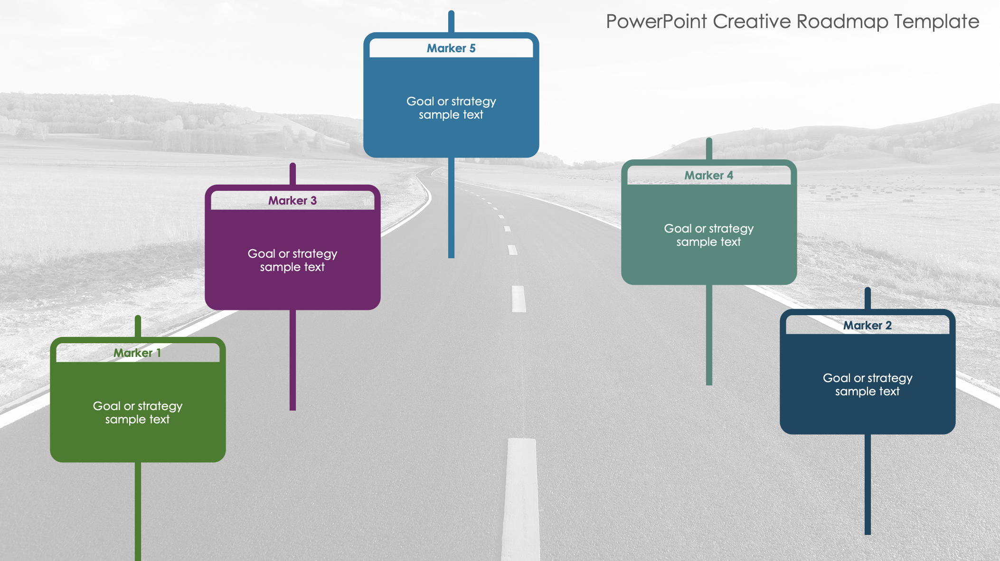 PowerPoint Creative Roadmap Template
Marker 5
Goal or strategy
sample text
Marker 4
Goal or strategy
sample text
Marker 3
Goal or strategy
sample text
Marker 2
Goal or strategy
sample text
Marker 1
Goal or strategy
sample text